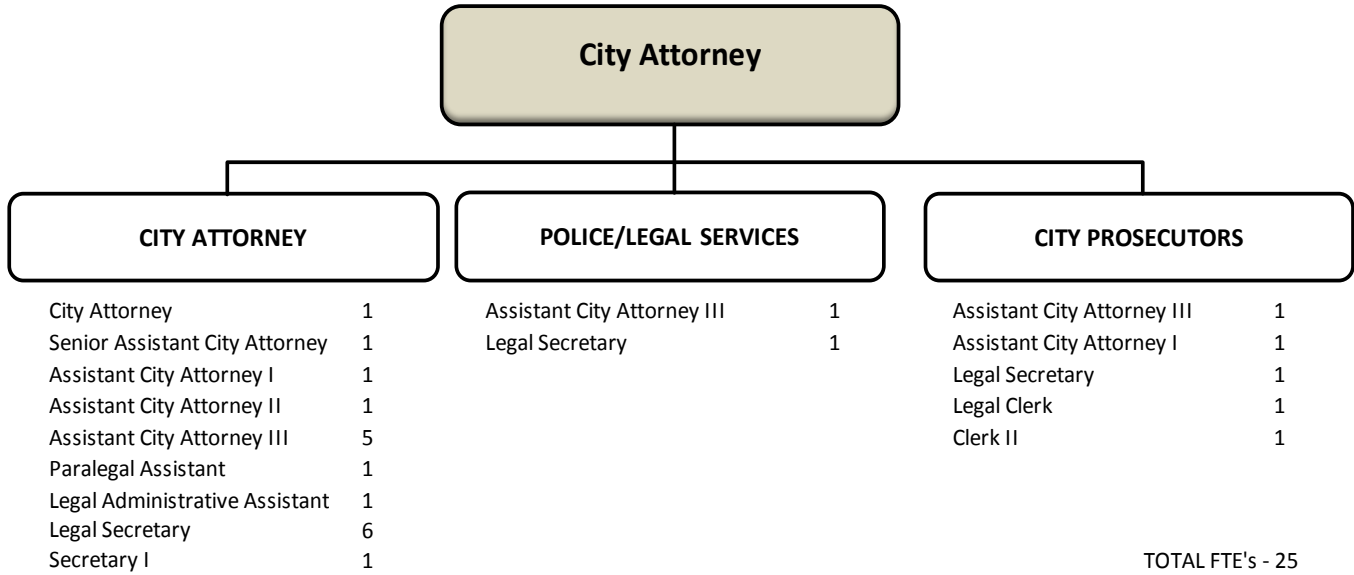 City Attorney
CITY ATTORNEY
City Attorney 1
Senior Assistant City Attorney 1
Assistant City Attorney I 1
Assistant City Attorney II 1
Assistant City Attorney III 5
Paralegal Assistant 1
Legal Administrative Assistant 1
Legal Secretary 6
Secretary I 1
POLICE/LEGAL SERVICES
Assistant City Attorney III 1
Legal Secretary 1
CITY PROSECUTORS
Assistant City Attorney III 1
Assistant City Attorney I 1
Legal Secretary 1
Legal Clerk 1
Clerk II 1
TOTAL FTE's - 25